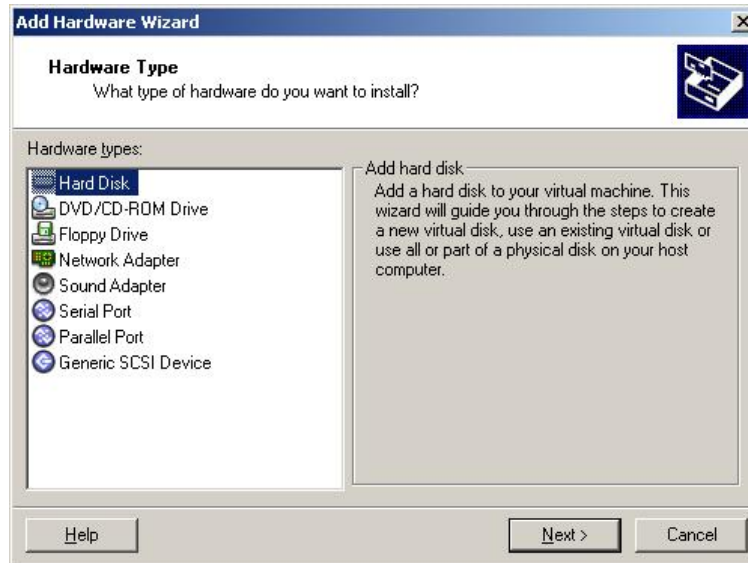 Add Hardware Wizard
Hardware Type
What type of hardware do you want to install?
Hardware types:
Hard Disk
DVD/CD-ROM Drive
Floppy Drive
Network Adapter
Sound Adapter
Serial Port
Parallel Port
Generic SCSI Device
Add hard disk
Add a hard disk to your virtual machine. This
wizard will guide you through the steps to create
a new virtual disk, use an existing virtual disk or
use all or part of a physical disk on your host
computer.
Help
Next >
Cancel